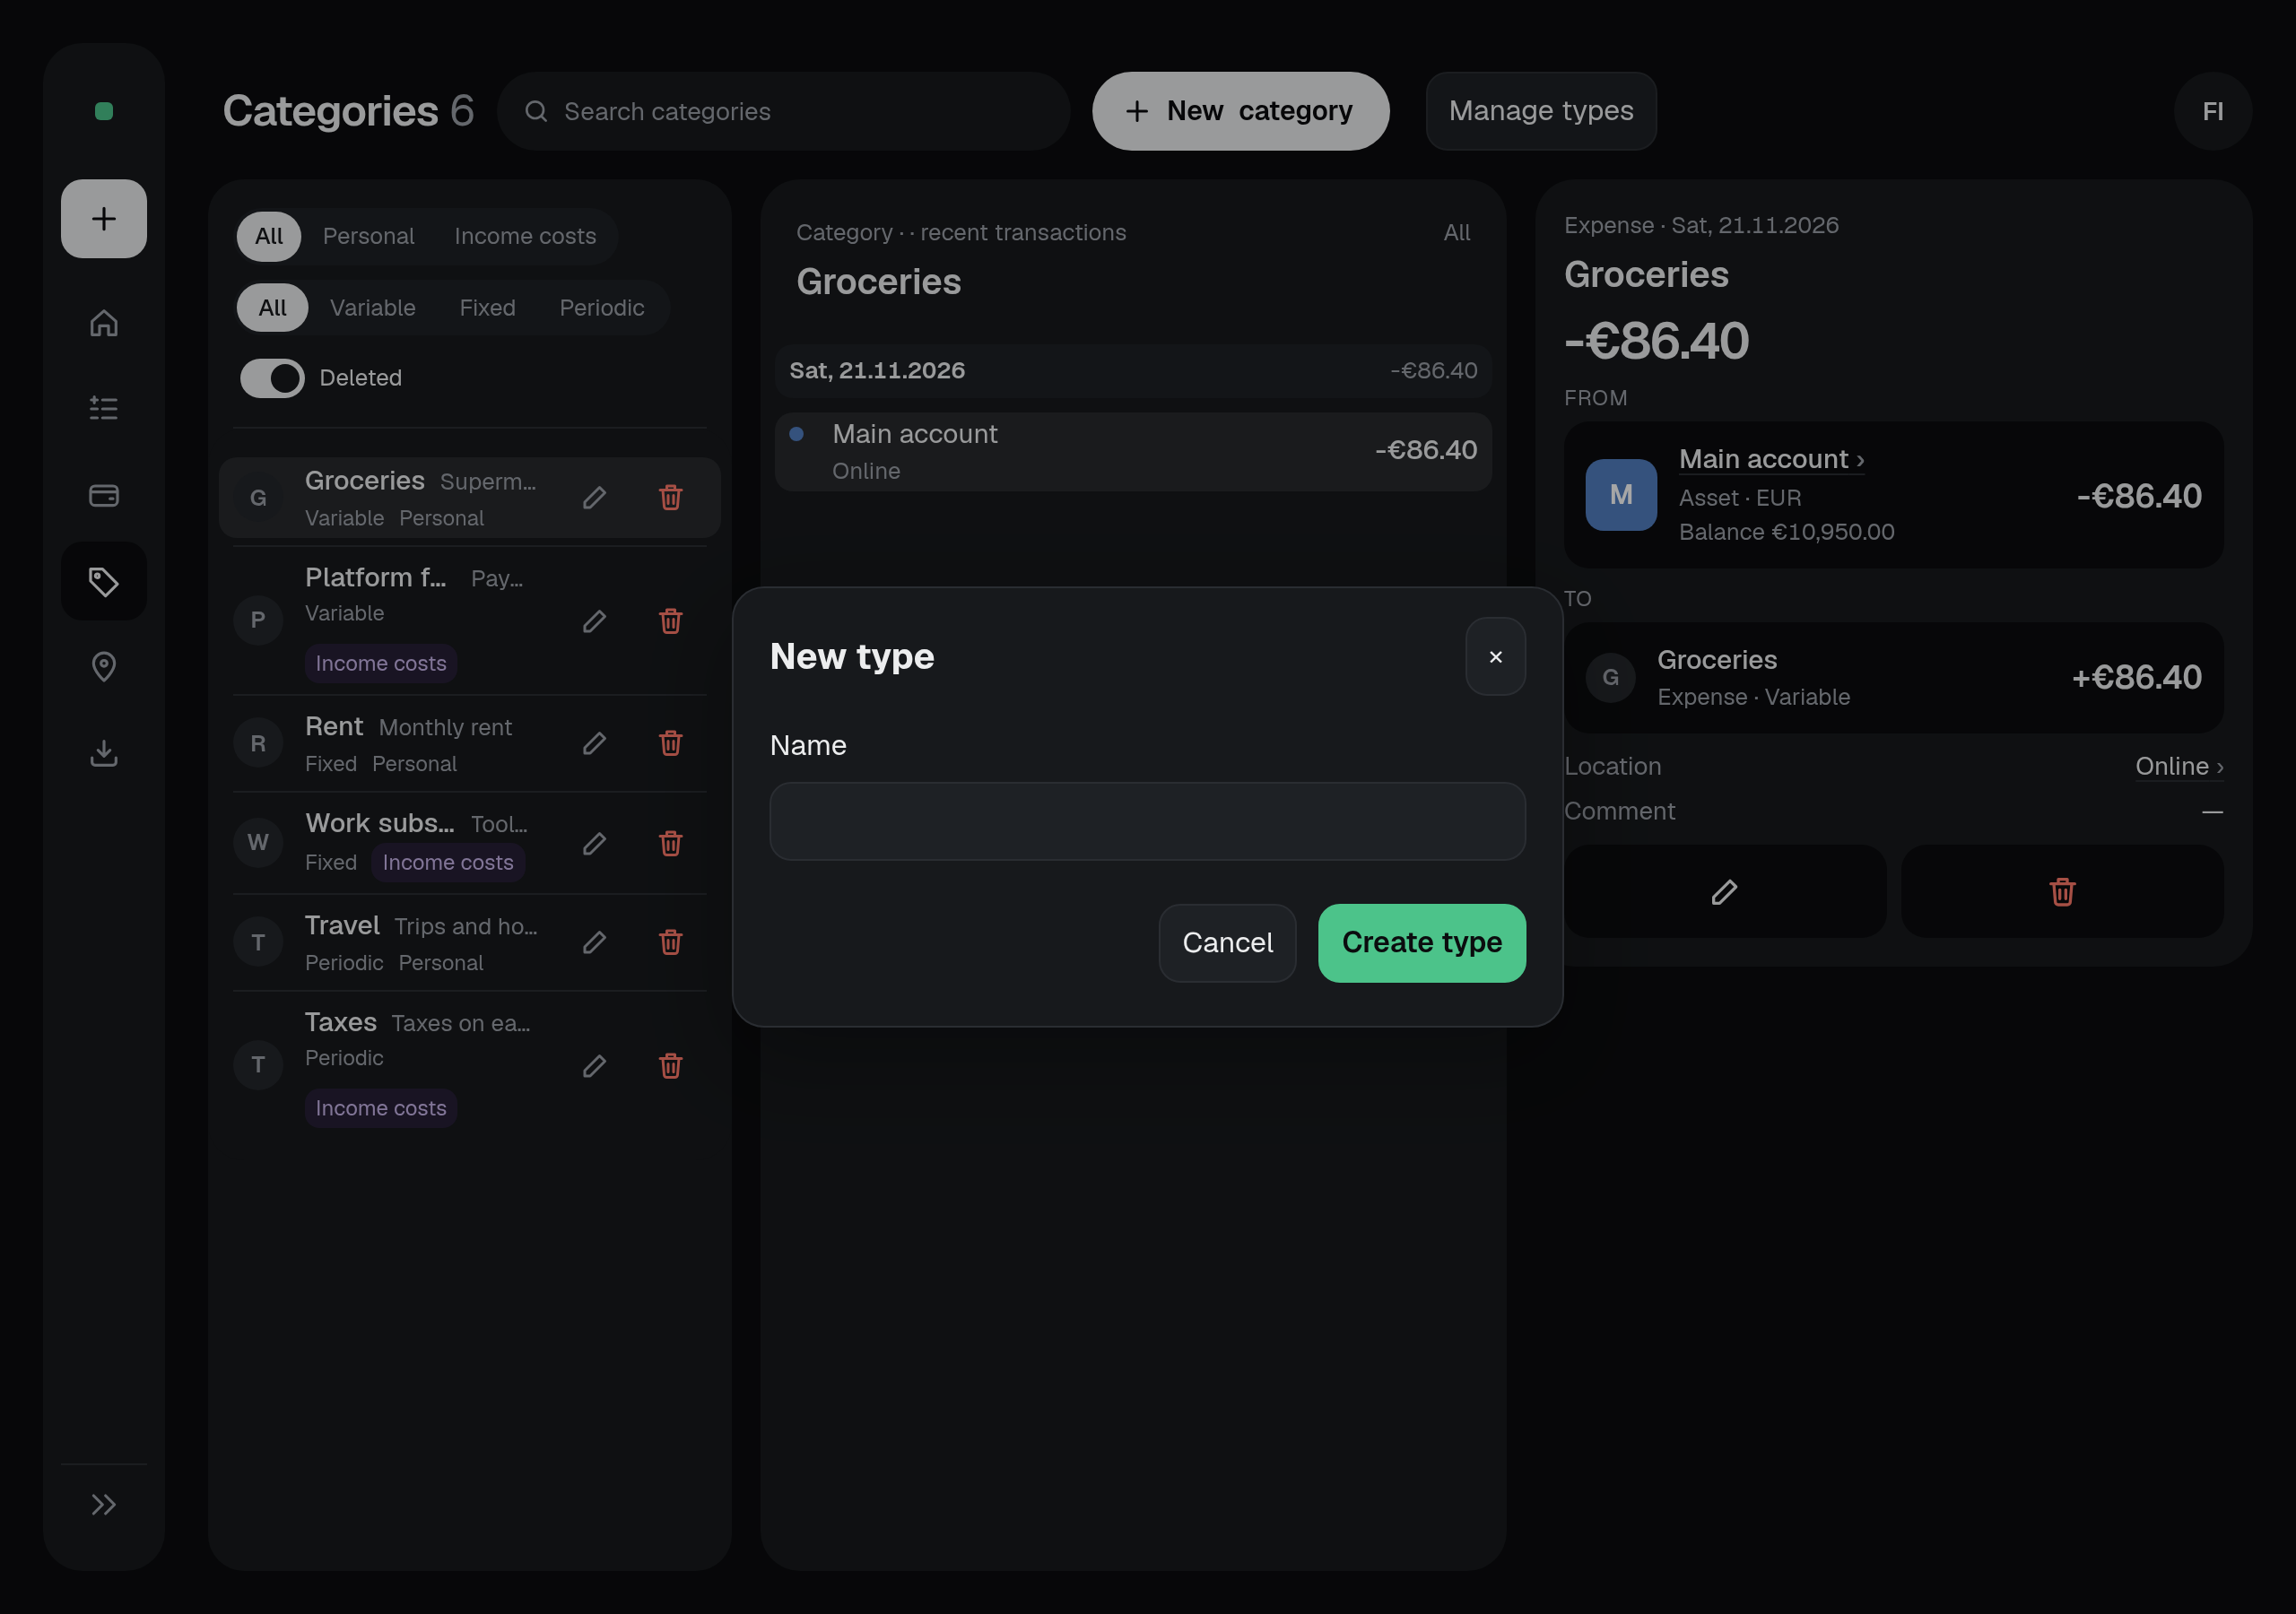 Categories 6
Search categories
New category
Manage types
FI
All Personal Income costs
All Variable Fixed Periodic
Deleted
G
Groceries Superm...
Variable Personal
P
Platform f... Pay...
Variable
Income costs
R
Rent Monthly rent
Fixed Personal
W
Work subs... Tool...
Fixed Income costs
T
Travel Trips and ho...
Periodic Personal
T
Taxes Taxes on ea...
Periodic
Income costs
Category · · recent transactions All
Groceries
Sat, 21.11.2026 -€86.40
Main account
Online
-€86.40
Expense · Sat, 21.11.2026
Groceries
-€86.40
FROM
M
Main account ›
Asset · EUR
Balance €10,950.00
-€86.40
TO
G
Groceries
Expense · Variable
+€86.40
Location Online ›
Comment —
New type
×
Name
Cancel
Create type